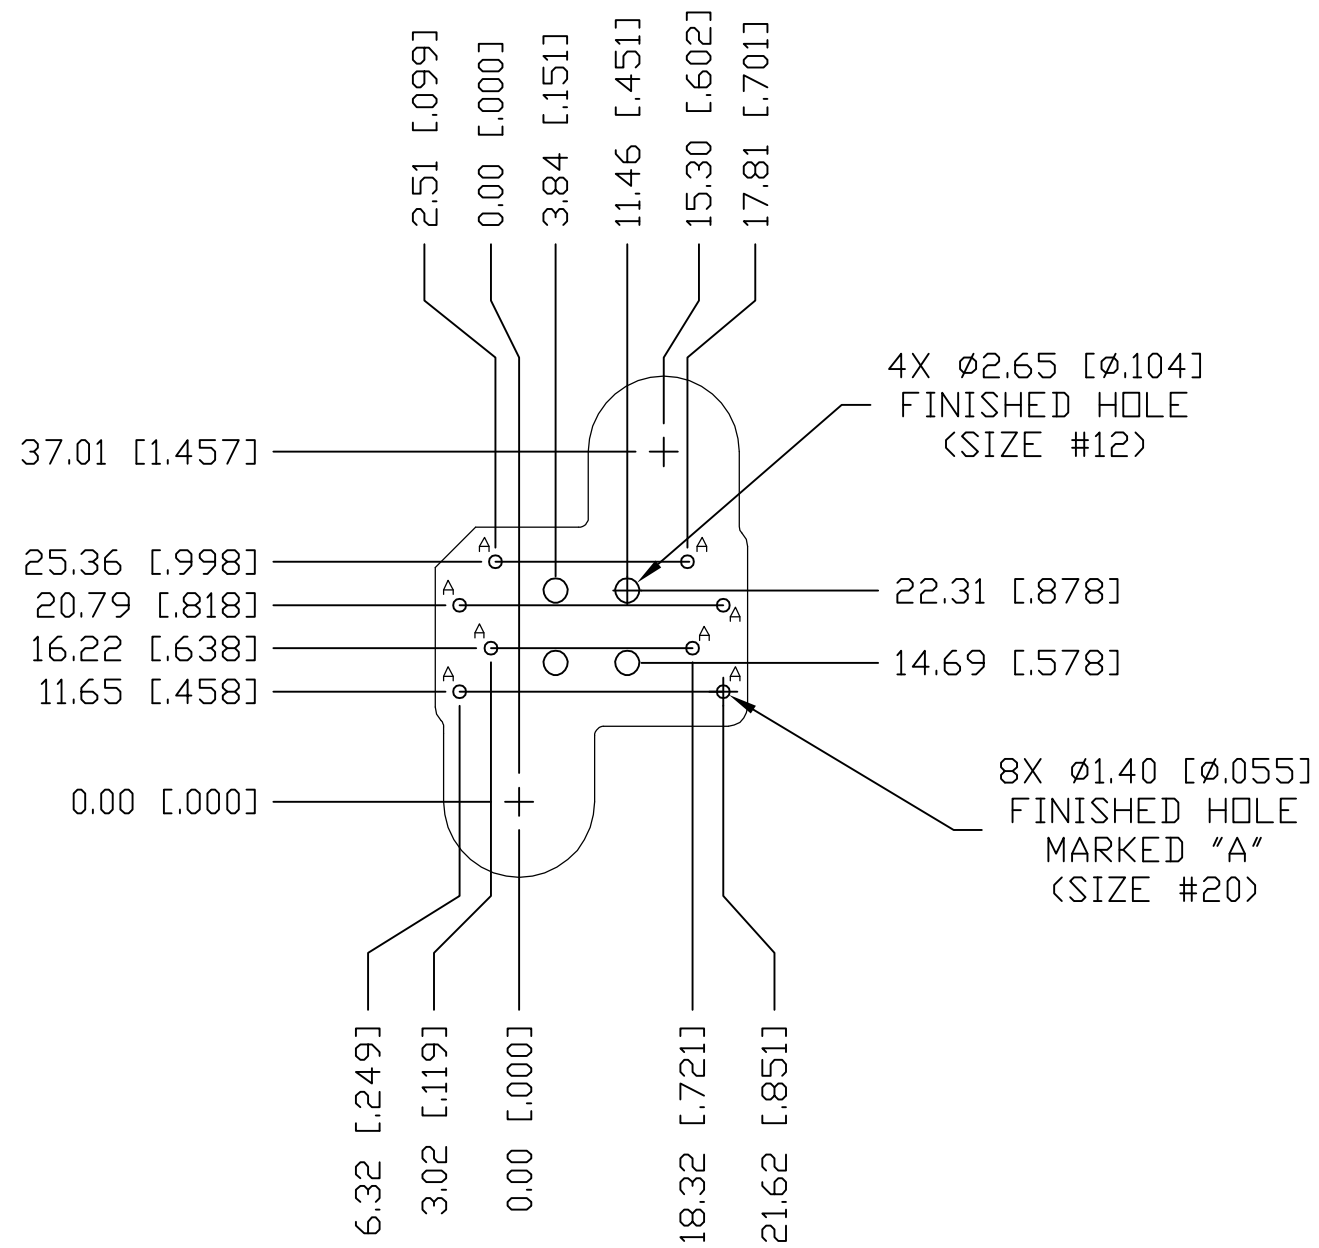 2.51 [.099]
0.00 [.000]
3.84 [.151]
11.46 [.451]
15.30 [.602]
17.81 [.701]
4X Ø2.65 [Ø.104]
FINISHED HOLE
(SIZE #12)
37.01 [1.457]
A
A
25.36 [.998]
A
22.31 [.878]
20.79 [.818]
A
A
A
16.22 [.638]
14.69 [.578]
A
A
11.65 [.458]
8X Ø1.40 [Ø.055]
FINISHED HOLE
MARKED "A"
(SIZE #20)
0.00 [.000]
6.32 [.249]
3.02 [.119]
0.00 [.000]
18.32 [.721]
21.62 [.851]